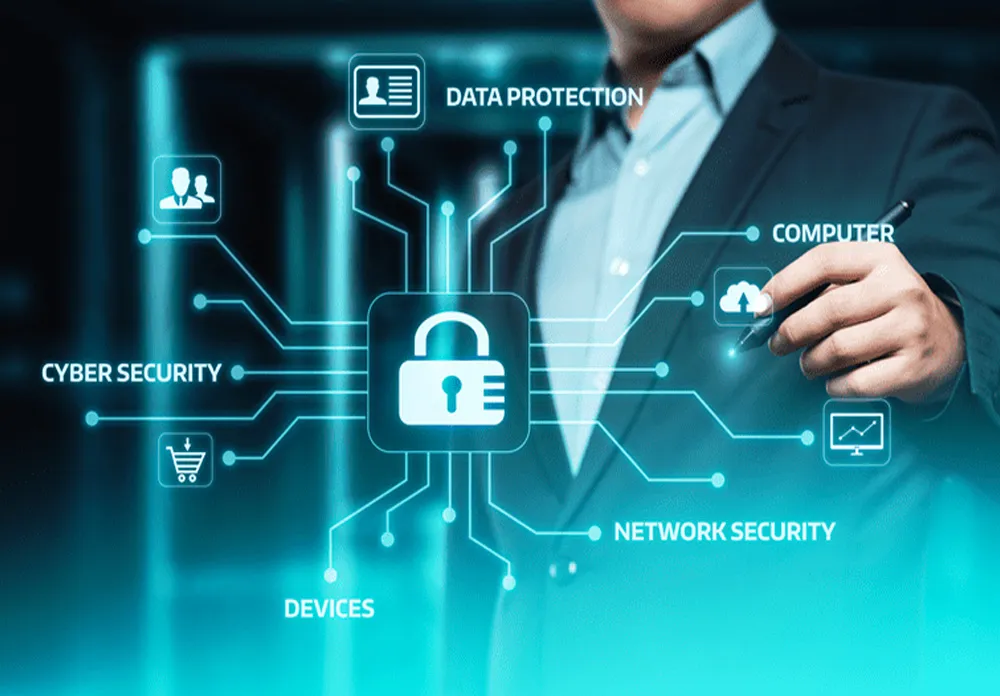 DATA PROTECTION
COMPUTER
CYBER SECURITY
NETWORK SECURITY
DEVICES